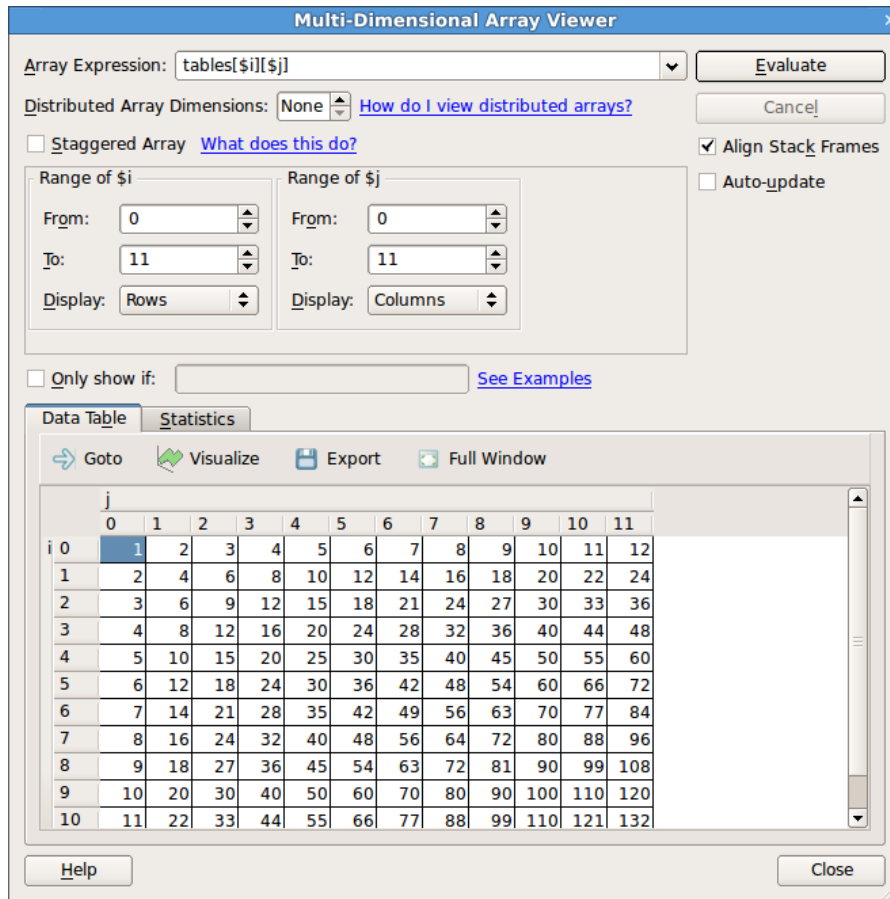 Multi-Dimensional Array Viewer
Array Expression: tables[$i][$j] Evaluate
Distributed Array Dimensions: None How do I view distributed arrays? Cancel
Staggered Array What does this do? Align Stack Frames
Range of $i Range of $j Auto-update
From: 0 From: 0
To: 11 To: 11
Display: Rows Display: Columns
Only show if: See Examples
Data Table Statistics
Goto Visualize Export Full Window
j
0 1 2 3 4 5 6 7 8 9 10 11
i 0 1 2 3 4 5 6 7 8 9 10 11 12
1 2 4 6 8 10 12 14 16 18 20 22 24
2 3 6 9 12 15 18 21 24 27 30 33 36
3 4 8 12 16 20 24 28 32 36 40 44 48
4 5 10 15 20 25 30 35 40 45 50 55 60
5 6 12 18 24 30 36 42 48 54 60 66 72
6 7 14 21 28 35 42 49 56 63 70 77 84
7 8 16 24 32 40 48 56 64 72 80 88 96
8 9 18 27 36 45 54 63 72 81 90 99 108
9 10 20 30 40 50 60 70 80 90 100 110 120
10 11 22 33 44 55 66 77 88 99 110 121 132
Help Close